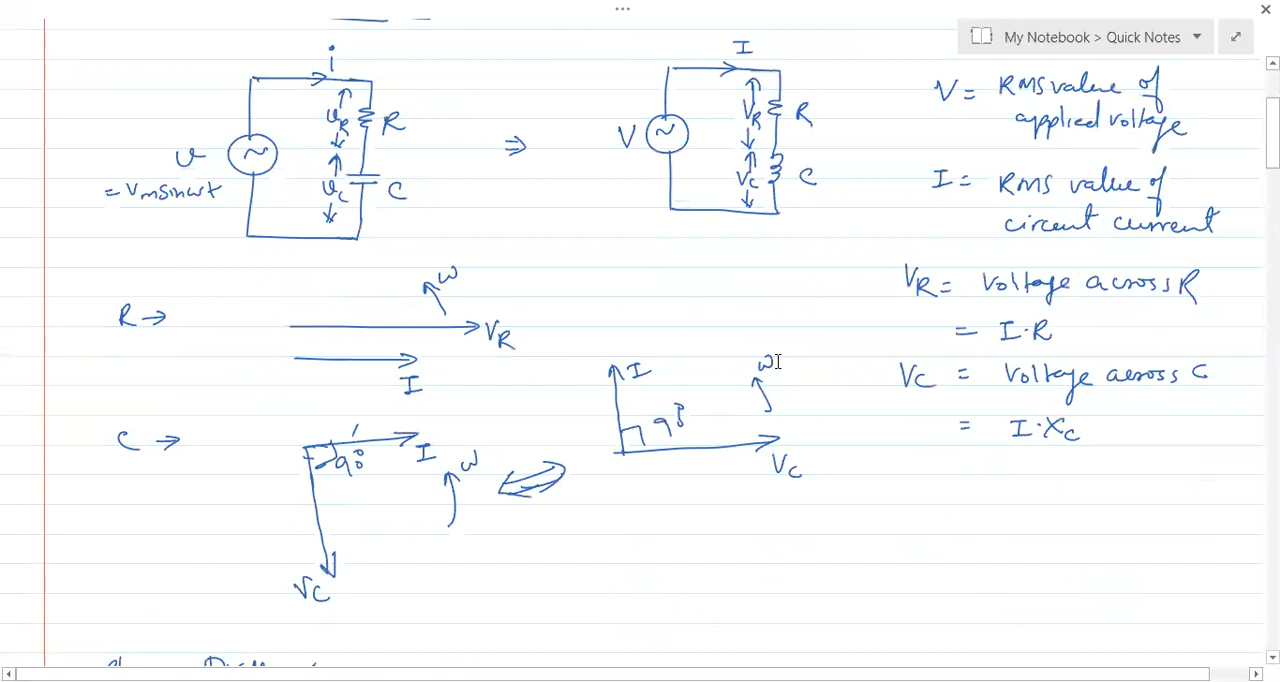 ...
My Notebook > Quick Notes
i
v
= Vm sin ωt
vR
R
vC
C
⇒
I
V
VR
R
VC
C
V = RMS value of
applied voltage
I = RMS value of
circuit current
VR = Voltage across R
= I·R
VC = Voltage across C
= I·XC
R →
ω
VR
I
C →
I
90°
ω
VC
I
90°
ω
VC